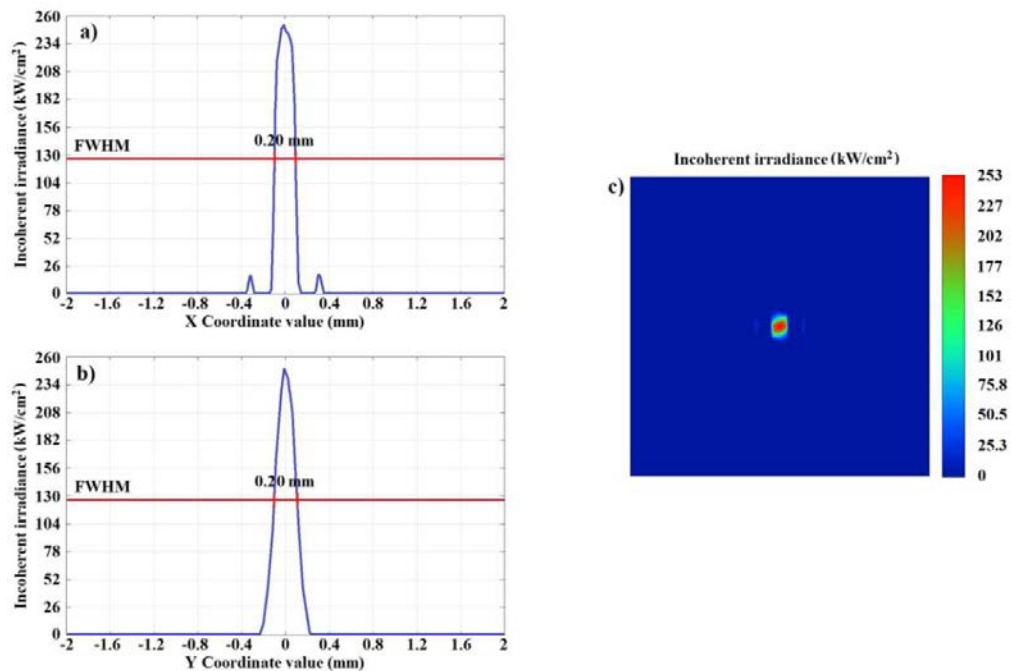 a)
Incoherent irradiance (kW/cm²)
260
234
208
182
156
130
104
78
52
26
0
FWHM
0.20 mm
-2 -1.6 -1.2 -0.8 -0.4 0 0.4 0.8 1.2 1.6 2
X Coordinate value (mm)
b)
Incoherent irradiance (kW/cm²)
260
234
208
182
156
130
104
78
52
26
0
FWHM
0.20 mm
-2 -1.6 -1.2 -0.8 -0.4 0 0.4 0.8 1.2 1.6 2
Y Coordinate value (mm)
Incoherent irradiance (kW/cm²)
c)
253
227
202
177
152
126
101
75.8
50.5
25.3
0